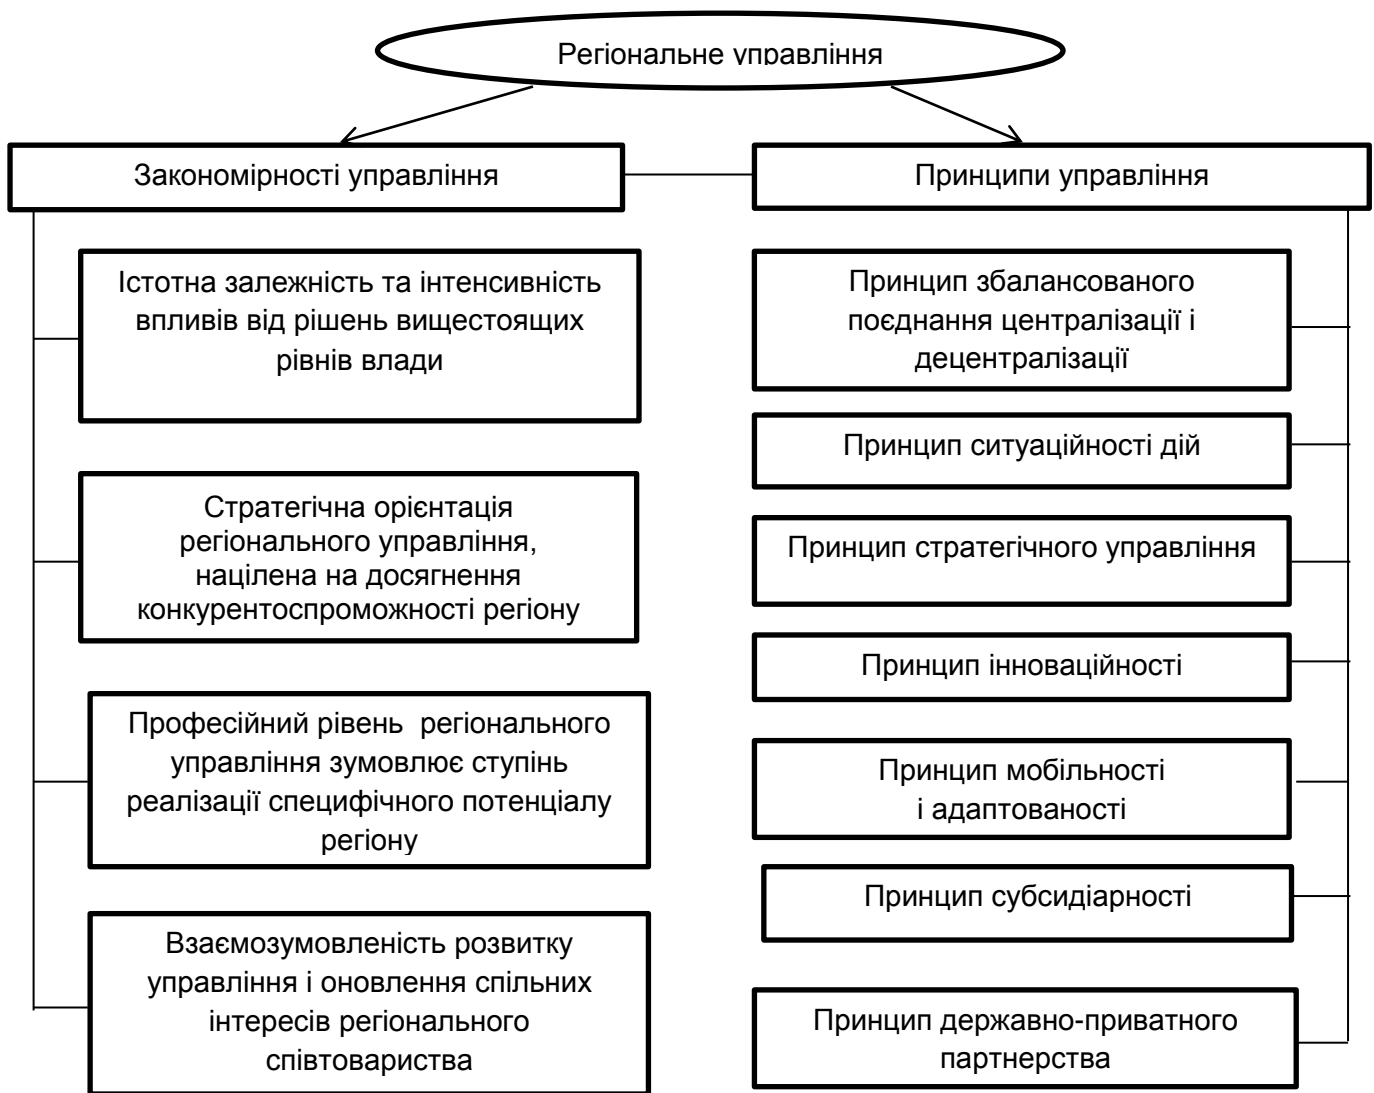 Регіональне управління
Закономірності управління
Принципи управління
Істотна залежність та інтенсивність
впливів від рішень вищестоящих
рівнів влади
Стратегічна орієнтація
регіонального управління,
націлена на досягнення
конкурентоспроможності регіону
Професійний рівень  регіонального
управління зумовлює ступінь
реалізації специфічного потенціалу
регіону
Взаємозумовленість розвитку
управління і оновлення спільних
інтересів регіонального
співтовариства
Принцип збалансованого
поєднання централізації і
децентралізації
Принцип ситуаційності дій
Принцип стратегічного управління
Принцип інноваційності
Принцип мобільності
і адаптованості
Принцип субсидіарності
Принцип державно-приватного
партнерства